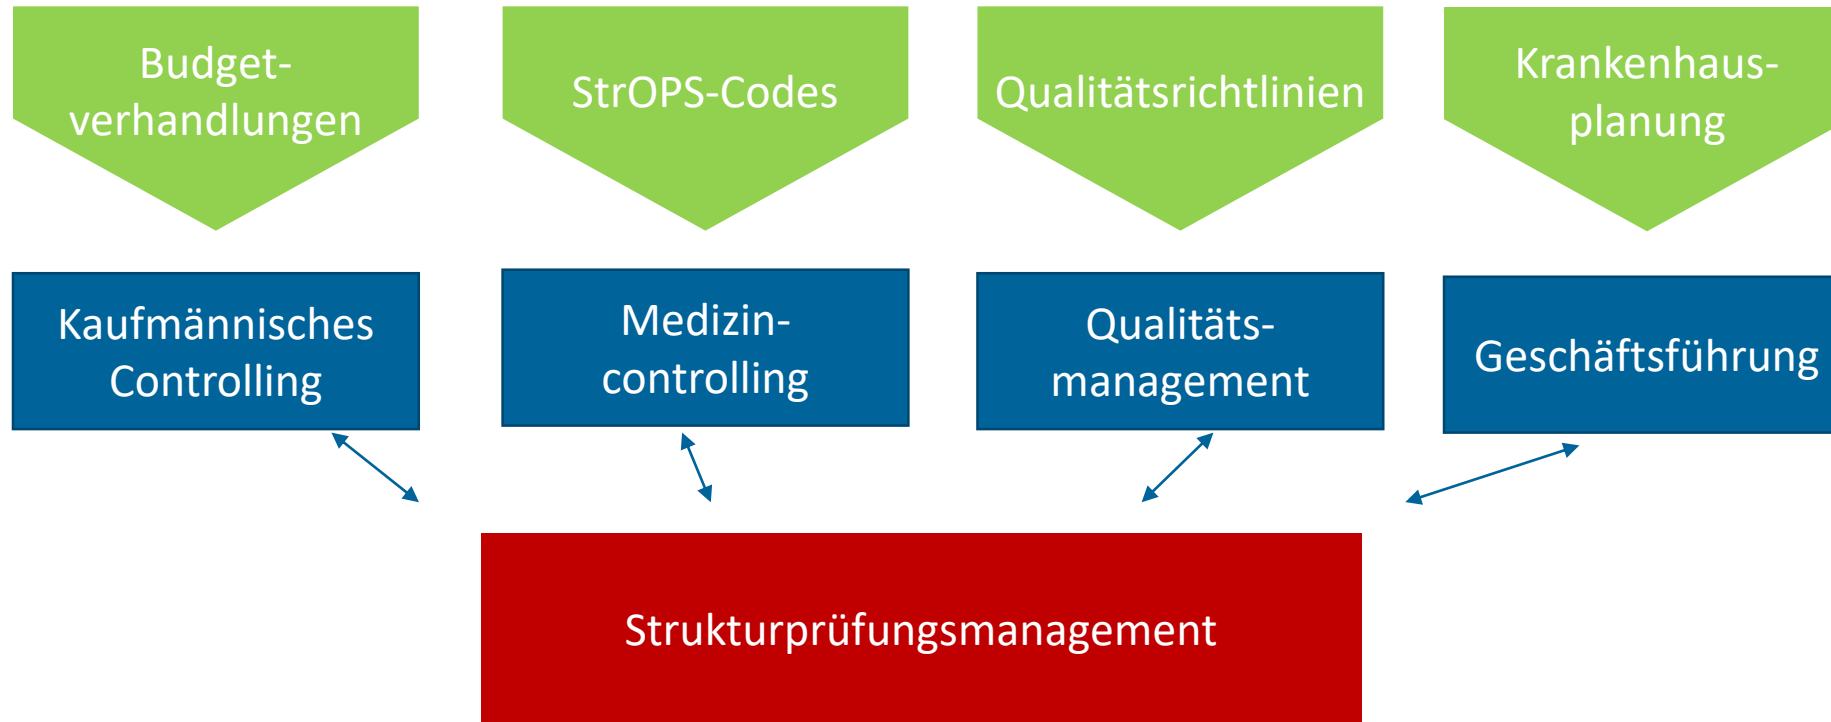 Budget-
verhandlungen
StrOPS-Codes
Qualitätsrichtlinien
Krankenhaus-
planung
Kaufmännisches
Controlling
Medizin-
controlling
Qualitäts-
management
Geschäftsführung
Strukturprüfungsmanagement